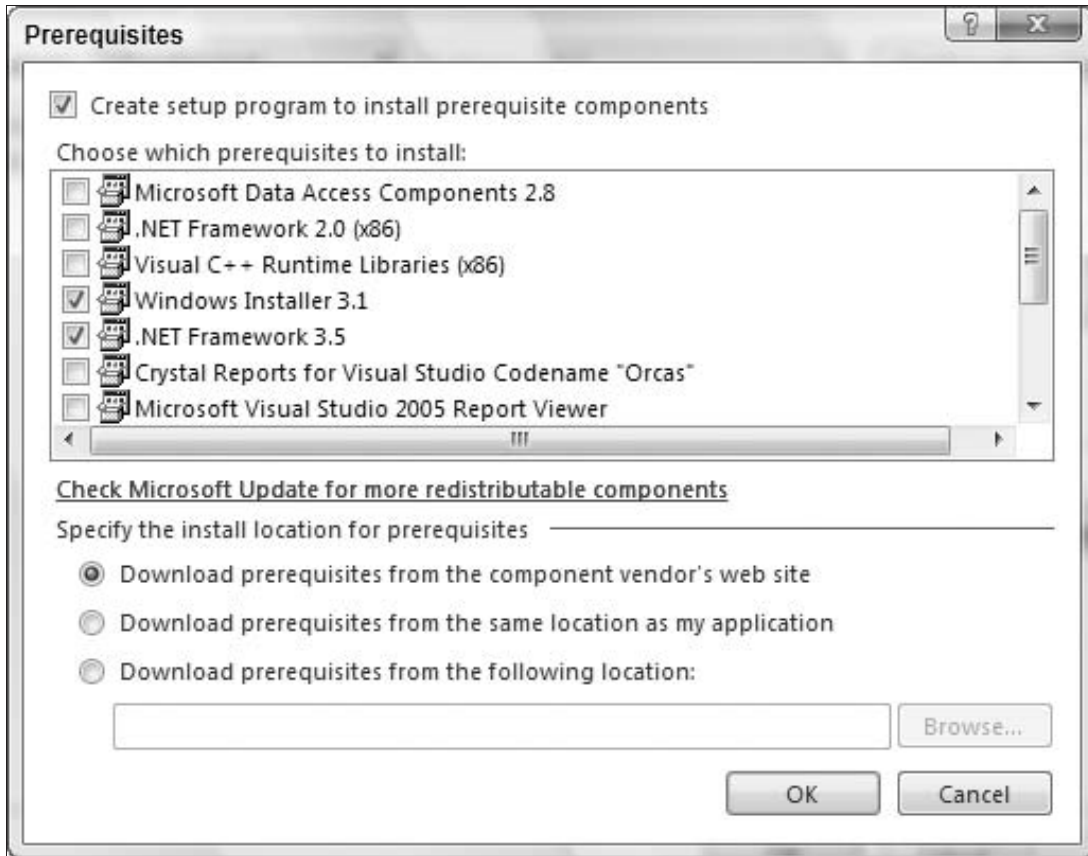 Prerequisites
Create setup program to install prerequisite components
Choose which prerequisites to install:
Microsoft Data Access Components 2.8
.NET Framework 2.0 (x86)
Visual C++ Runtime Libraries (x86)
Windows Installer 3.1
.NET Framework 3.5
Crystal Reports for Visual Studio Codename "Orcas"
Microsoft Visual Studio 2005 Report Viewer
Check Microsoft Update for more redistributable components
Specify the install location for prerequisites
Download prerequisites from the component vendor's web site
Download prerequisites from the same location as my application
Download prerequisites from the following location:
Browse...
OK Cancel